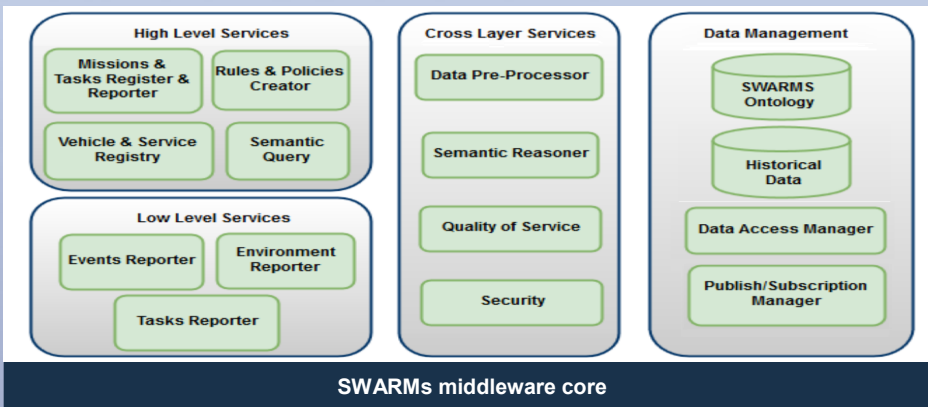 High Level Services
Missions &
Tasks Register &
Reporter
Rules & Policies
Creator
Vehicle & Service
Registry
Semantic
Query
Low Level Services
Events Reporter
Environment
Reporter
Tasks Reporter
Cross Layer Services
Data Pre-Processor
Semantic Reasoner
Quality of Service
Security
Data Management
SWARMS
Ontology
Historical
Data
Data Access Manager
Publish/Subscription
Manager
SWARMs middleware core